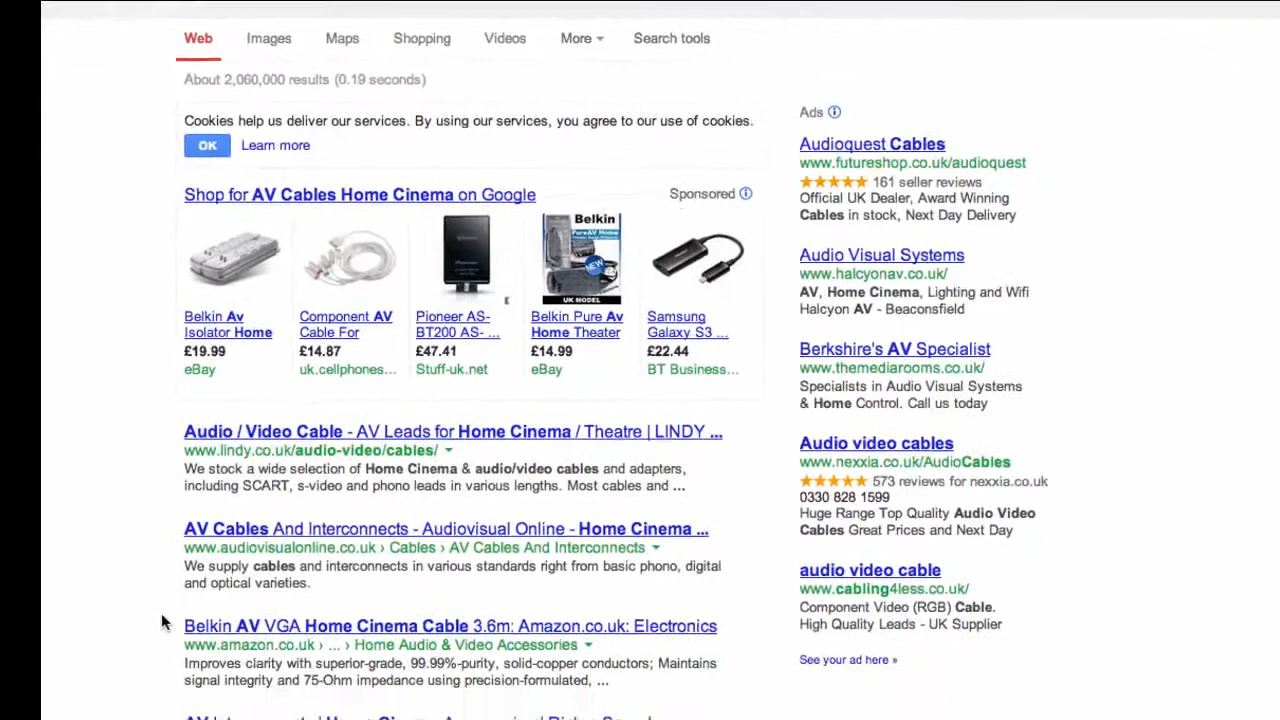 Web Images Maps Shopping Videos More Search tools
About 2,060,000 results (0.19 seconds)
Cookies help us deliver our services. By using our services, you agree to our use of cookies.
OK Learn more
Shop for AV Cables Home Cinema on Google Sponsored
Belkin
PureAV Home
NEW
UK MODEL
Belkin Av
Isolator Home
£19.99
eBay
Component AV
Cable For
£14.87
uk.cellphones...
Pioneer AS-
BT200 AS- ...
£47.41
Stuff-uk.net
Belkin Pure Av
Home Theater
£14.99
eBay
Samsung
Galaxy S3 ...
£22.44
BT Business...
Audio / Video Cable - AV Leads for Home Cinema / Theatre | LINDY ...
www.lindy.co.uk/audio-video/cables/
We stock a wide selection of Home Cinema & audio/video cables and adapters,
including SCART, s-video and phono leads in various lengths. Most cables and ...
AV Cables And Interconnects - Audiovisual Online - Home Cinema ...
www.audiovisualonline.co.uk › Cables › AV Cables And Interconnects
We supply cables and interconnects in various standards right from basic phono, digital
and optical varieties.
Belkin AV VGA Home Cinema Cable 3.6m: Amazon.co.uk: Electronics
www.amazon.co.uk › ... › Home Audio & Video Accessories
Improves clarity with superior-grade, 99.99%-purity, solid-copper conductors; Maintains
signal integrity and 75-Ohm impedance using precision-formulated, ...
Ads
Audioquest Cables
www.futureshop.co.uk/audioquest
★★★★★ 161 seller reviews
Official UK Dealer, Award Winning
Cables in stock, Next Day Delivery
Audio Visual Systems
www.halcyonav.co.uk/
AV, Home Cinema, Lighting and Wifi
Halcyon AV - Beaconsfield
Berkshire's AV Specialist
www.themediarooms.co.uk/
Specialists in Audio Visual Systems
& Home Control. Call us today
Audio video cables
www.nexxia.co.uk/AudioCables
★★★★★ 573 reviews for nexxia.co.uk
0330 828 1599
Huge Range Top Quality Audio Video
Cables Great Prices and Next Day
audio video cable
www.cabling4less.co.uk/
Component Video (RGB) Cable.
High Quality Leads - UK Supplier
See your ad here »